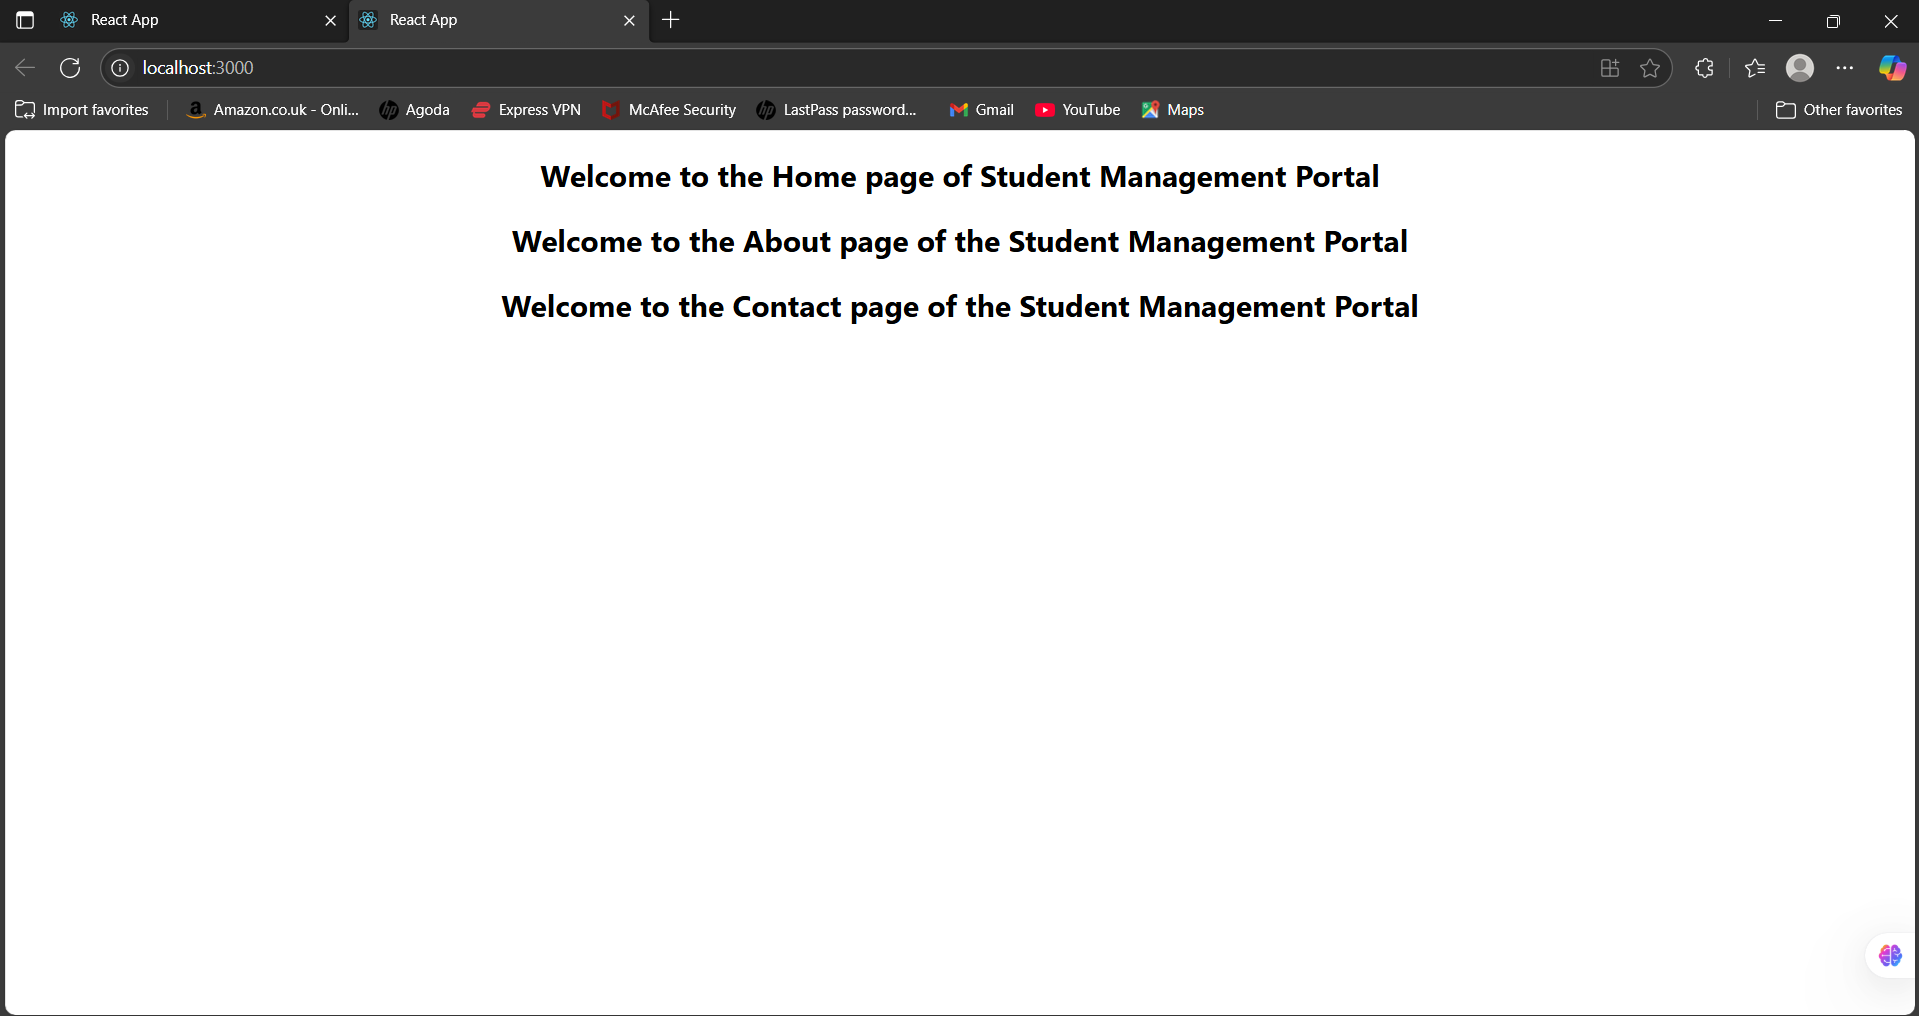 React App
React App
localhost:3000
Import favorites
Amazon.co.uk - Onli...
Agoda
Express VPN
McAfee Security
LastPass password...
Gmail
YouTube
Maps
Other favorites
Welcome to the Home page of Student Management Portal
Welcome to the About page of the Student Management Portal
Welcome to the Contact page of the Student Management Portal